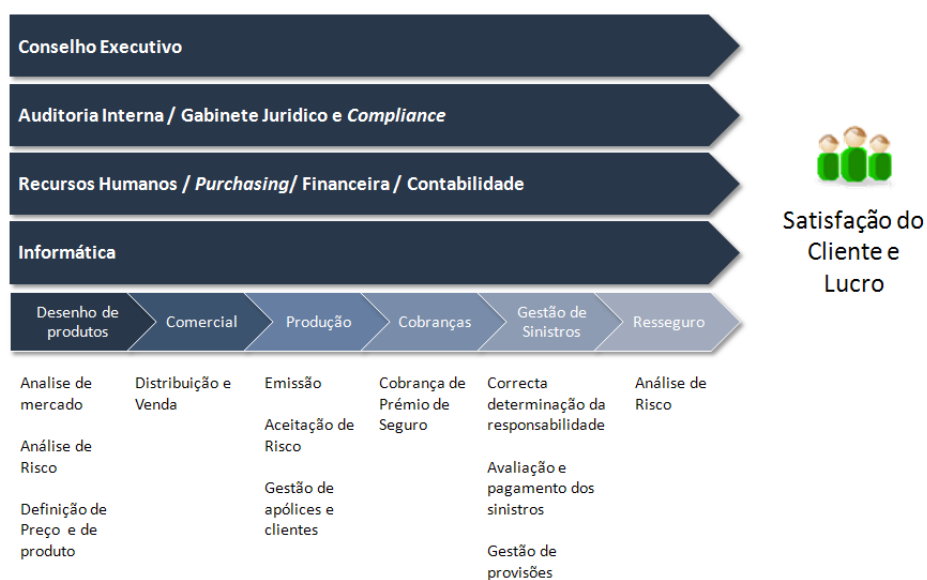 Conselho Executivo
Auditoria Interna / Gabinete Juridico e Compliance
Recursos Humanos / Purchasing/ Financeira / Contabilidade
Informática
Satisfação do
Cliente e
Lucro
Desenho de
produtos
Comercial
Produção
Cobranças
Gestão de
Sinistros
Resseguro
Analise de
mercado
Análise de
Risco
Definição de
Preço e de
produto
Distribuição e
Venda
Emissão
Aceitação de
Risco
Gestão de
apólices e
clientes
Cobrança de
Prémio de
Seguro
Correcta
determinação da
responsabilidade
Avaliação e
pagamento dos
sinistros
Gestão de
provisões
Análise de
Risco